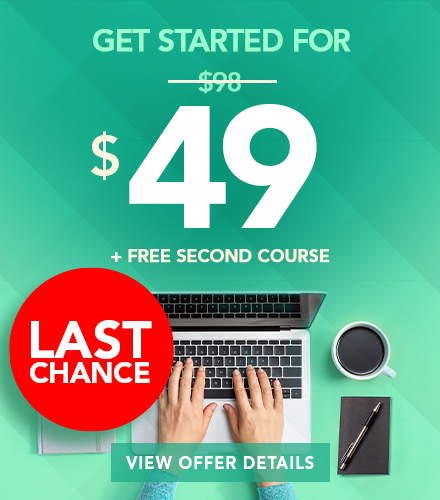 GET STARTED FOR
$98
$49
+ FREE SECOND COURSE
LAST
CHANCE
VIEW OFFER DETAILS